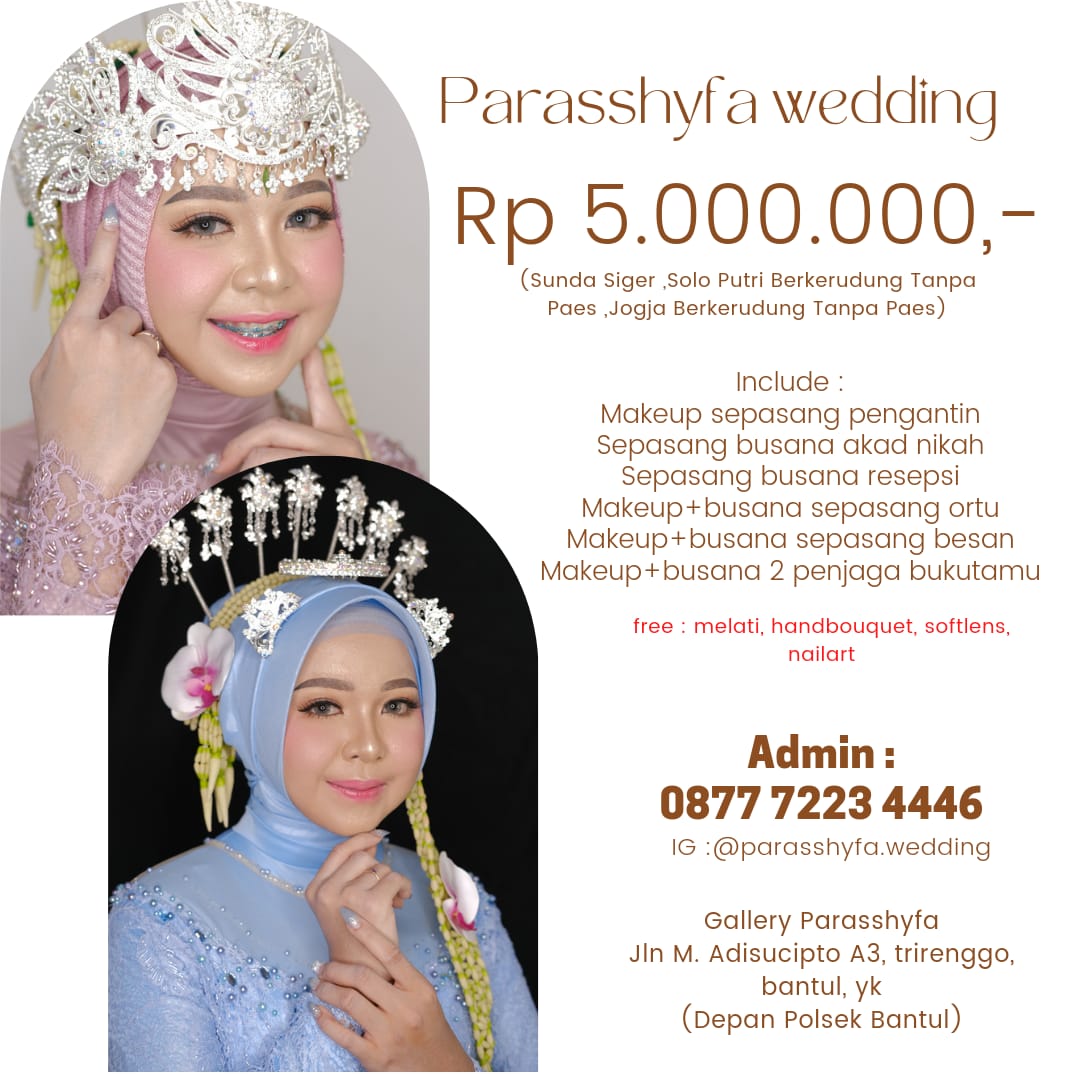 Parasshyfa wedding
Rp 5.000.000,-
(Sunda Siger ,Solo Putri Berkerudung Tanpa
Paes ,Jogja Berkerudung Tanpa Paes)
Include :
Makeup sepasang pengantin
Sepasang busana akad nikah
Sepasang busana resepsi
Makeup+busana sepasang ortu
Makeup+busana sepasang besan
Makeup+busana 2 penjaga bukutamu
free : melati, handbouquet, softlens,
nailart
Admin :
0877 7223 4446
IG :@parasshyfa.wedding
Gallery Parasshyfa
Jln M. Adisucipto A3, trirenggo,
bantul, yk
(Depan Polsek Bantul)